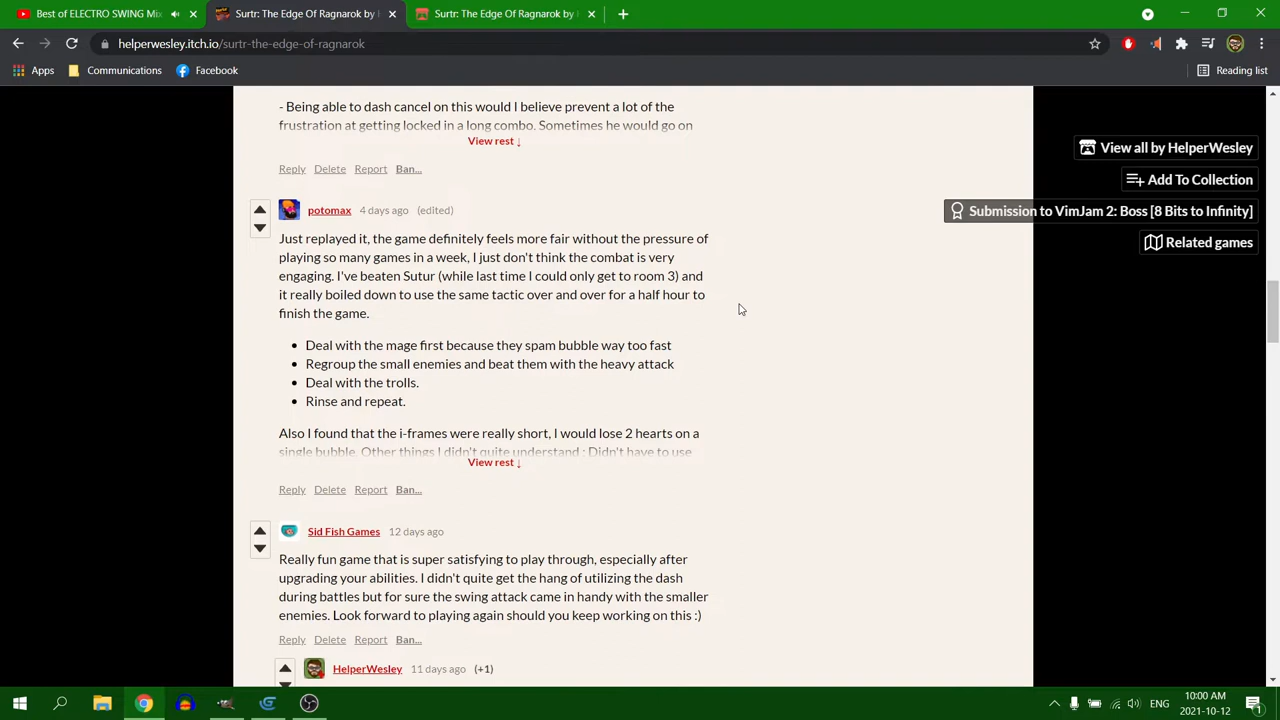 Best of ELECTRO SWING Mix
Surtr: The Edge Of Ragnarok by
Surtr: The Edge Of Ragnarok by
helperwesley.itch.io/surtr-the-edge-of-ragnarok
Apps
Communications
Facebook
Reading list
- Being able to dash cancel on this would I believe prevent a lot of the
frustration at getting locked in a long combo. Sometimes he would go on
View rest ↓
Reply Delete Report Ban...
View all by HelperWesley
Add To Collection
Submission to VimJam 2: Boss [8 Bits to Infinity]
Related games
potomax 4 days ago (edited)
Just replayed it, the game definitely feels more fair without the pressure of
playing so many games in a week, I just don't think the combat is very
engaging. I've beaten Sutur (while last time I could only get to room 3) and
it really boiled down to use the same tactic over and over for a half hour to
finish the game.
• Deal with the mage first because they spam bubble way too fast
• Regroup the small enemies and beat them with the heavy attack
• Deal with the trolls.
• Rinse and repeat.
Also I found that the i-frames were really short, I would lose 2 hearts on a
single bubble. Other things I didn't quite understand : Didn't have to use
View rest ↓
Reply Delete Report Ban...
Sid Fish Games 12 days ago
Really fun game that is super satisfying to play through, especially after
upgrading your abilities. I didn't quite get the hang of utilizing the dash
during battles but for sure the swing attack came in handy with the smaller
enemies. Look forward to playing again should you keep working on this :)
Reply Delete Report Ban...
HelperWesley 11 days ago (+1)
ENG
10:00 AM
2021-10-12
1